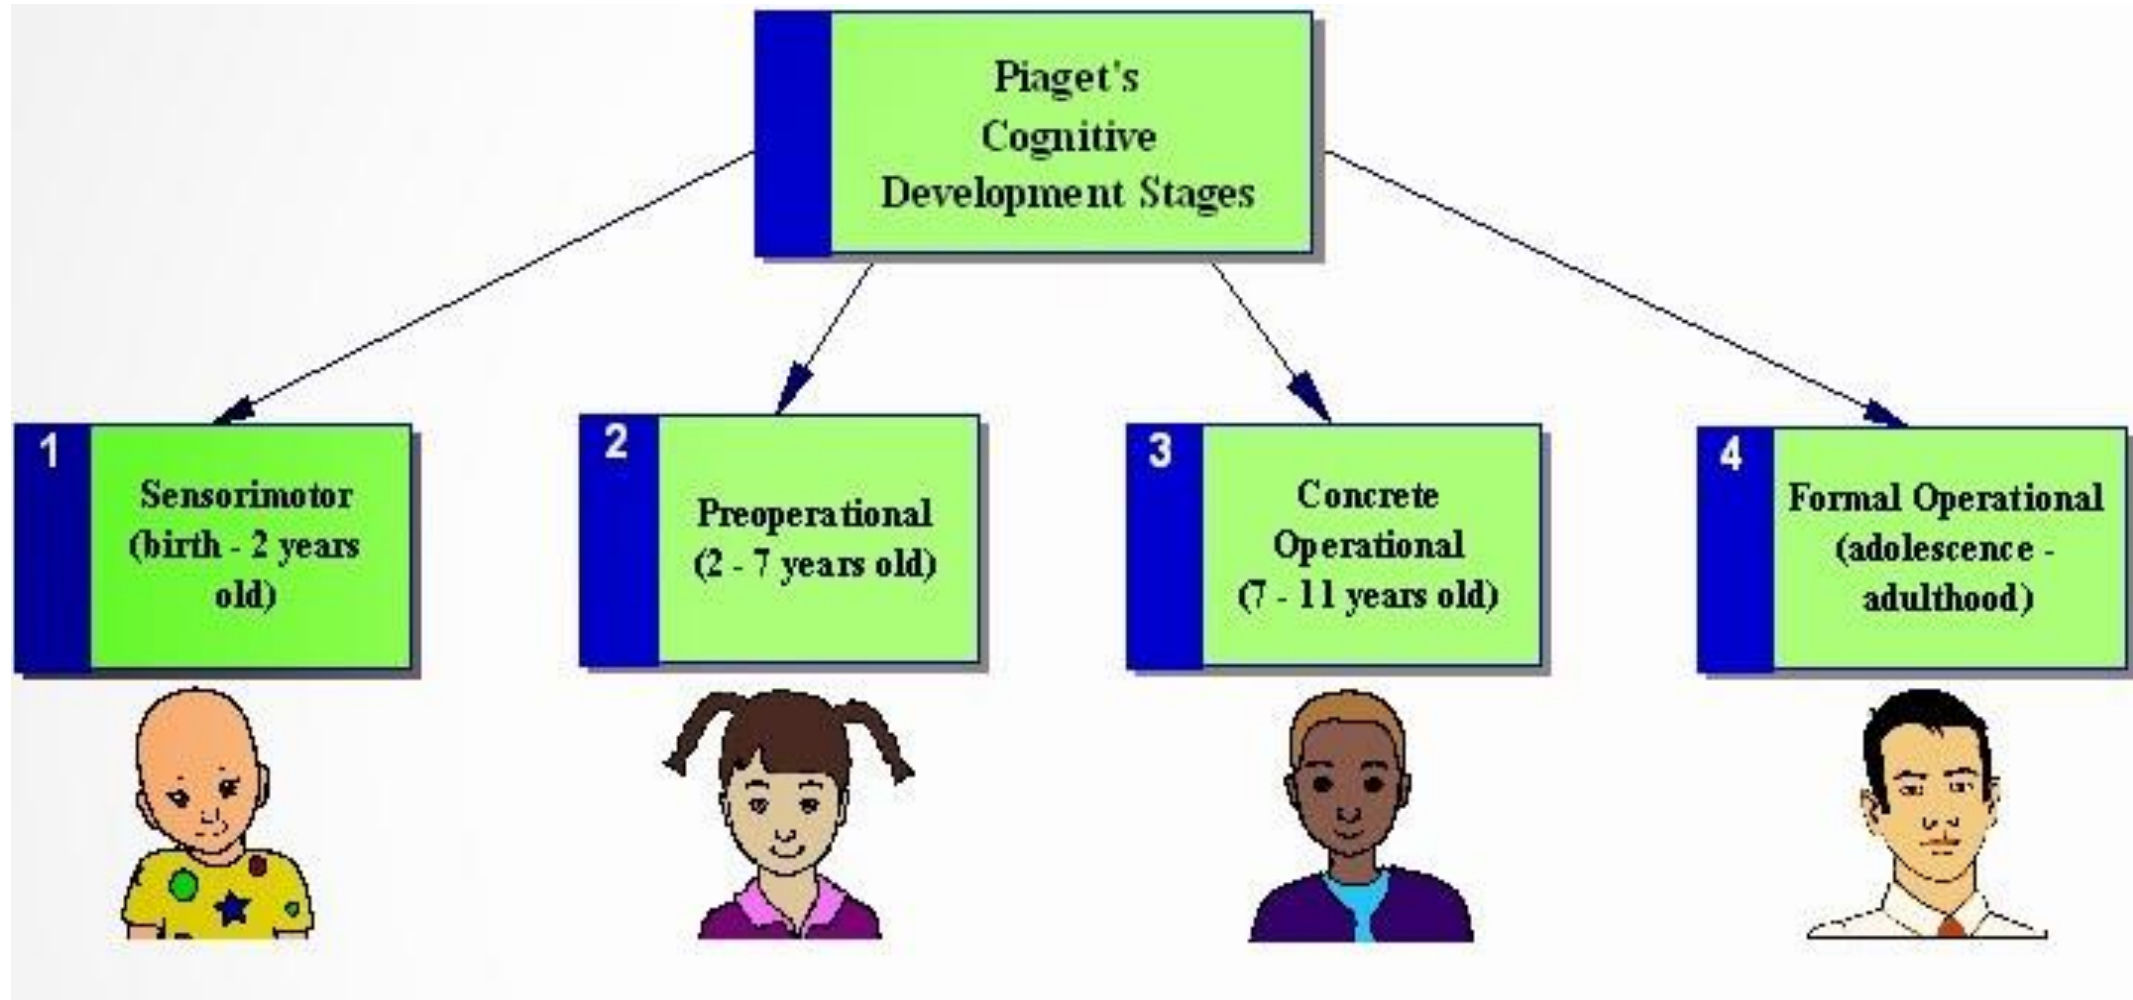 Piaget's
Cognitive
Development Stages
1
Sensorimotor
(birth - 2 years
old)
2
Preoperational
(2 - 7 years old)
3
Concrete
Operational
(7 - 11 years old)
4
Formal Operational
(adolescence -
adulthood)